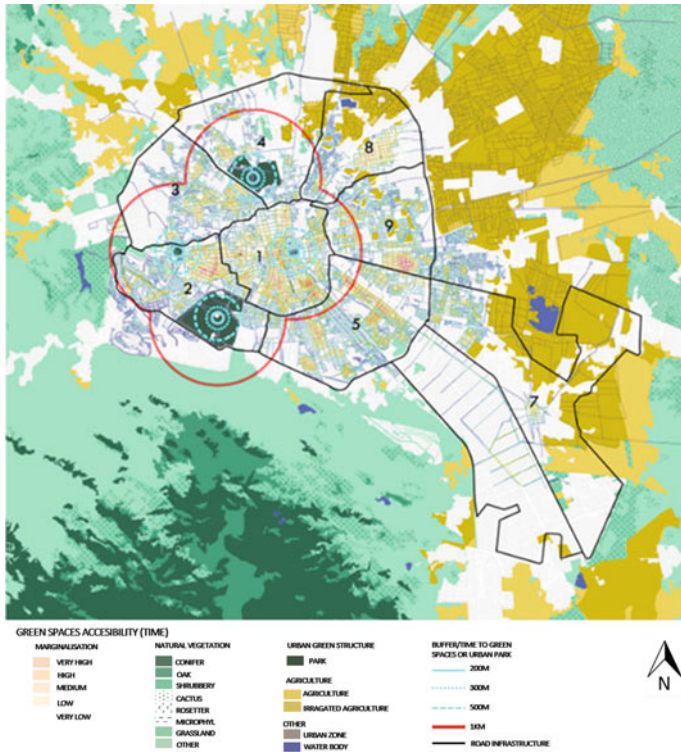 4
8
3
9
1
2
5
7
GREEN SPACES ACCESIBILITY (TIME)
MARGINALISATION
VERY HIGH
HIGH
MEDIUM
LOW
VERY LOW
NATURAL VEGETATION
CONIFER
OAK
SHRUBBERY
CACTUS
ROSETTER
MICROPHYL
GRASSLAND
OTHER
URBAN GREEN STRUCTURE
PARK
AGRICULTURE
AGRICULTURE
IRRAGATED AGRICULTURE
OTHER
URBAN ZONE
WATER BODY
BUFFER/TIME TO GREEN
SPACES OR URBAN PARK
200M
300M
500M
1KM
ROAD INFRASTRUCTURE
N